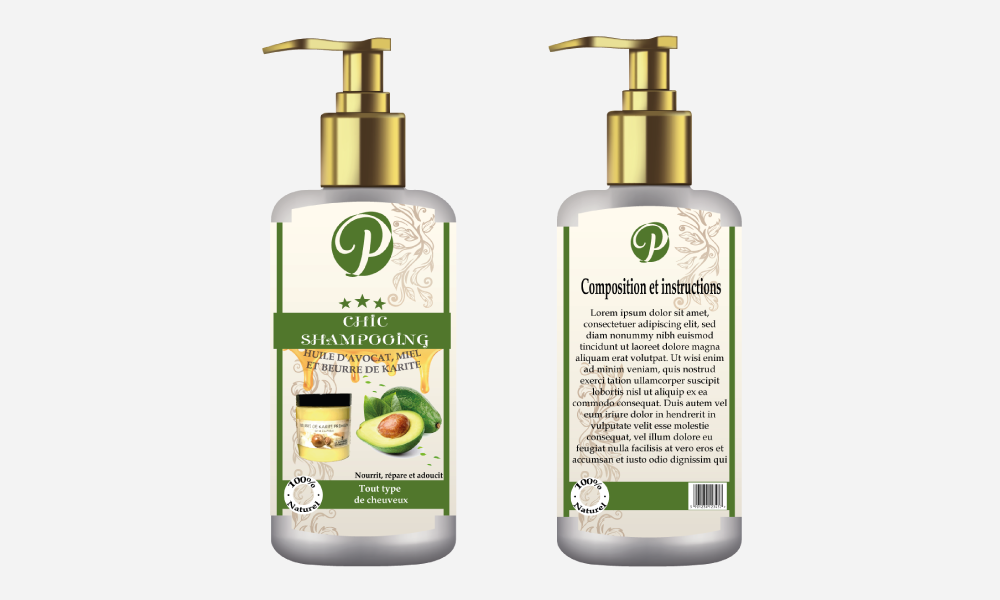 P
CHIC
SHAMPOOING
HUILE D'AVOCAT, MIEL
ET BEURRE DE KARITE
Nourrit, répare et adoucit
100%
Naturel
Tout type
de cheuveux
P
Composition et instructions
Lorem ipsum dolor sit amet,
consectetuer adipiscing elit, sed
diam nonummy nibh euismod
tincidunt ut laoreet dolore magna
aliquam erat volutpat. Ut wisi enim
ad minim veniam, quis nostrud
exerci tation ullamcorper suscipit
lobortis nisl ut aliquip ex ea
commodo consequat. Duis autem vel
eum iriure dolor in hendrerit in
vulputate velit esse molestie
consequat, vel illum dolore eu
feugiat nulla facilisis at vero eros et
accumsan et iusto odio dignissim qui
100%
Naturel